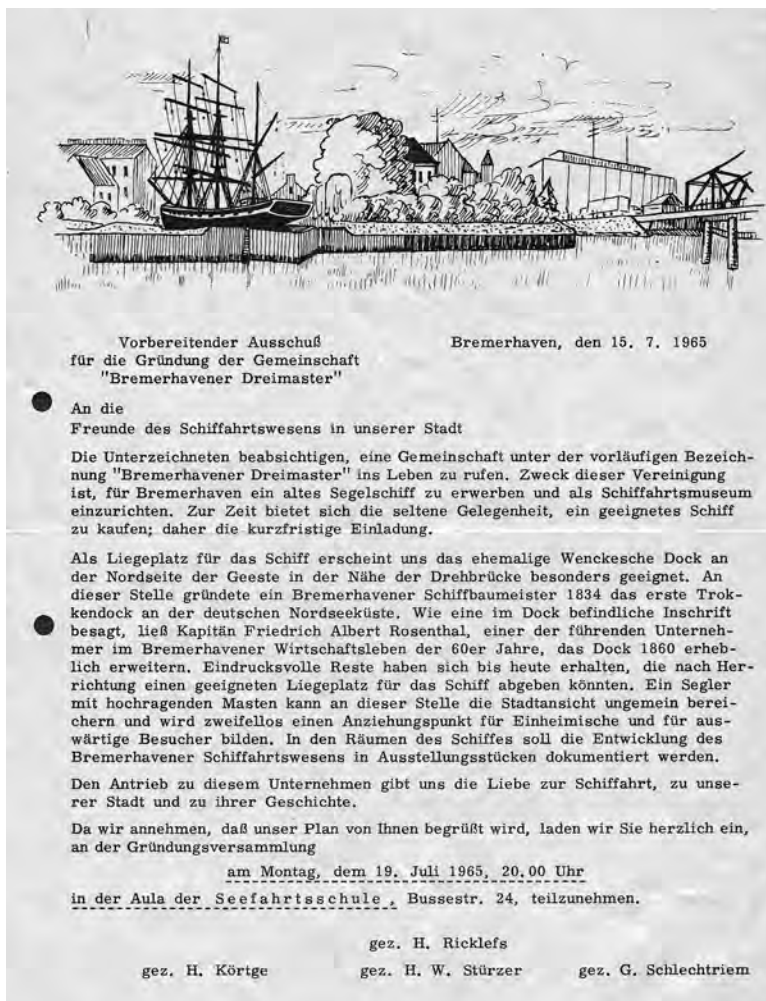 Vorbereitender Ausschuß
für die Gründung der Gemeinschaft
"Bremerhavener Dreimaster"
Bremerhaven, den 15. 7. 1965
An die
Freunde des Schiffahrtswesens in unserer Stadt
Die Unterzeichneten beabsichtigen, eine Gemeinschaft unter der vorläufigen Bezeich-
nung "Bremerhavener Dreimaster" ins Leben zu rufen. Zweck dieser Vereinigung
ist, für Bremerhaven ein altes Segelschiff zu erwerben und als Schiffahrtsmuseum
einzurichten. Zur Zeit bietet sich die seltene Gelegenheit, ein geeignetes Schiff
zu kaufen; daher die kurzfristige Einladung.
Als Liegeplatz für das Schiff erscheint uns das ehemalige Wenckesche Dock an
der Nordseite der Geeste in der Nähe der Drehbrücke besonders geeignet. An
dieser Stelle gründete ein Bremerhavener Schiffbaumeister 1834 das erste Trok-
kendock an der deutschen Nordseeküste. Wie eine im Dock befindliche Inschrift
besagt, ließ Kapitän Friedrich Albert Rosenthal, einer der führenden Unterneh-
mer im Bremerhavener Wirtschaftsleben der 60er Jahre, das Dock 1860 erheb-
lich erweitern. Eindrucksvolle Reste haben sich bis heute erhalten, die nach Her-
richtung einen geeigneten Liegeplatz für das Schiff abgeben könnten. Ein Segler
mit hochragenden Masten kann an dieser Stelle die Stadtansicht ungemein berei-
chern und wird zweifellos einen Anziehungspunkt für Einheimische und für aus-
wärtige Besucher bilden. In den Räumen des Schiffes soll die Entwicklung des
Bremerhavener Schiffahrtswesens in Ausstellungsstücken dokumentiert werden.
Den Antrieb zu diesem Unternehmen gibt uns die Liebe zur Schiffahrt, zu unse-
rer Stadt und zu ihrer Geschichte.
Da wir annehmen, daß unser Plan von Ihnen begrüßt wird, laden wir Sie herzlich ein,
an der Gründungsversammlung
am Montag, dem 19. Juli 1965, 20.00 Uhr
in der Aula der Seefahrtsschule, Bussestr. 24, teilzunehmen.
gez. H. Ricklefs
gez. H. Körtge gez. H. W. Stürzer gez. G. Schlechtriem